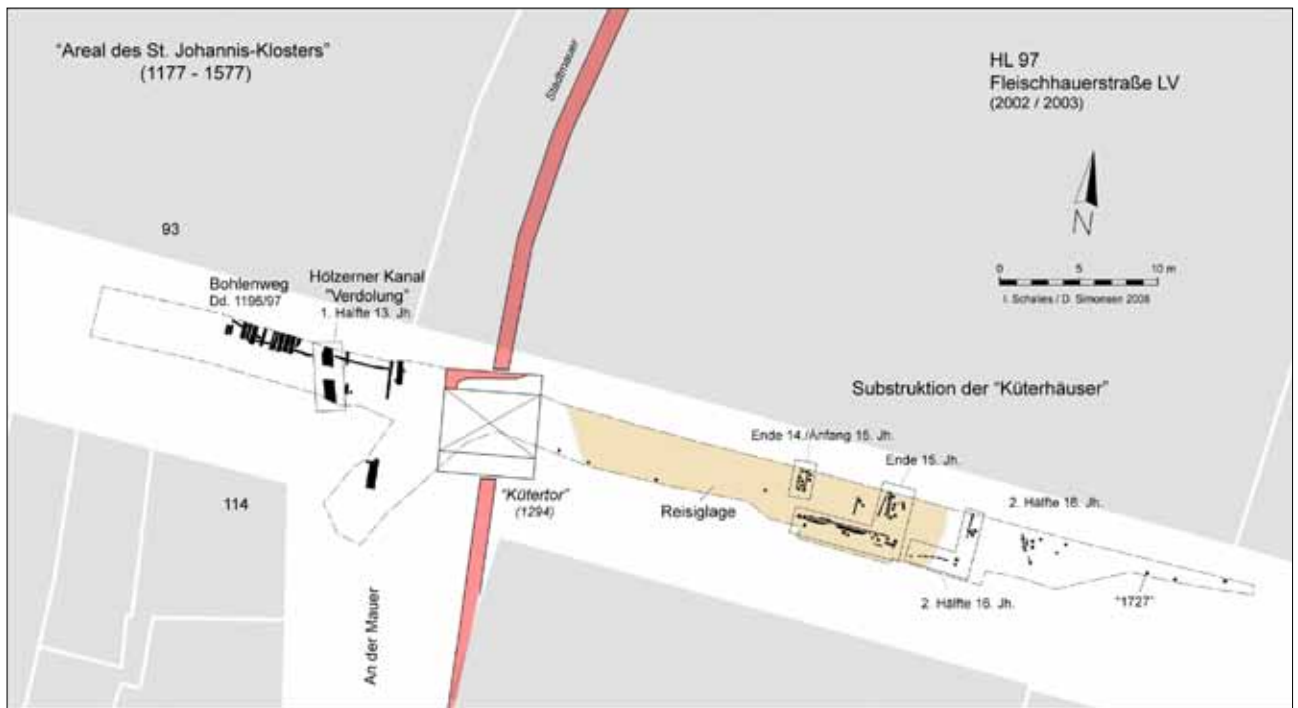 "Areal des St. Johannis-Klosters"
(1177 - 1577)
Stadtmauer
HL 97
Fleischhauerstraße LV
(2002 / 2003)
N
0 5 10 m
I. Schalies / D. Simonsen 2008
93
Bohlenweg
Dd. 1195/97
Hölzerner Kanal
"Verdolung"
1. Hälfte 13. Jh.
Substruktion der "Küterhäuser"
Ende 14./Anfang 15. Jh.
Ende 15. Jh.
2. Hälfte 16. Jh.
"Kütertor"
(1294)
Reisiglage
114
2. Hälfte 16. Jh.
"1727"
An der Mauer